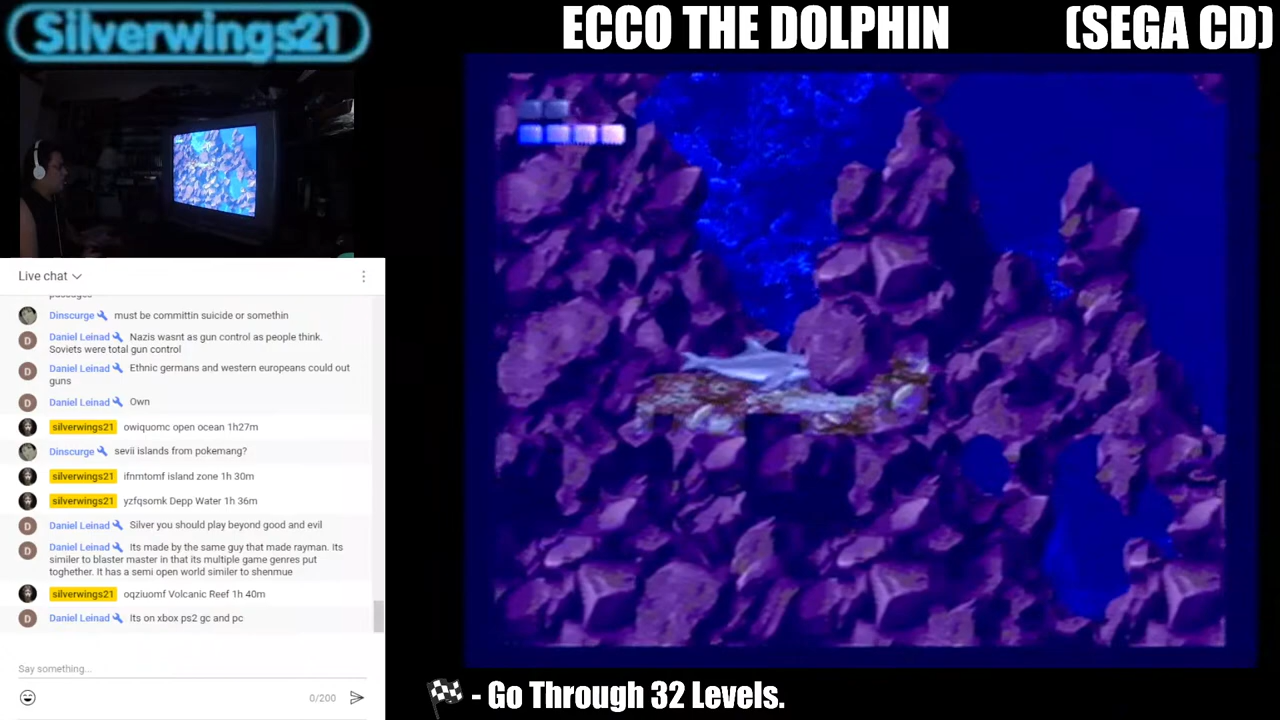 Silverwings21
ECCO THE DOLPHIN
(SEGA CD)
Live chat
Dinscurge must be committin suicide or somethin
Daniel Leinad Nazis wasnt as gun control as people think.
Soviets were total gun control
Daniel Leinad Ethnic germans and western europeans could out
guns
Daniel Leinad Own
silverwings21 owiquomc open ocean 1h27m
Dinscurge sevii islands from pokemang?
silverwings21 ifnmtomf island zone 1h 30m
silverwings21 yzfqsomk Depp Water 1h 36m
Daniel Leinad Silver you should play beyond good and evil
Daniel Leinad Its made by the same guy that made rayman. Its
similer to blaster master in that its multiple game genres put
toghether. It has a semi open world similer to shenmue
silverwings21 oqziuomf Volcanic Reef 1h 40m
Daniel Leinad Its on xbox ps2 gc and pc
Say something...
0/200
- Go Through 32 Levels.